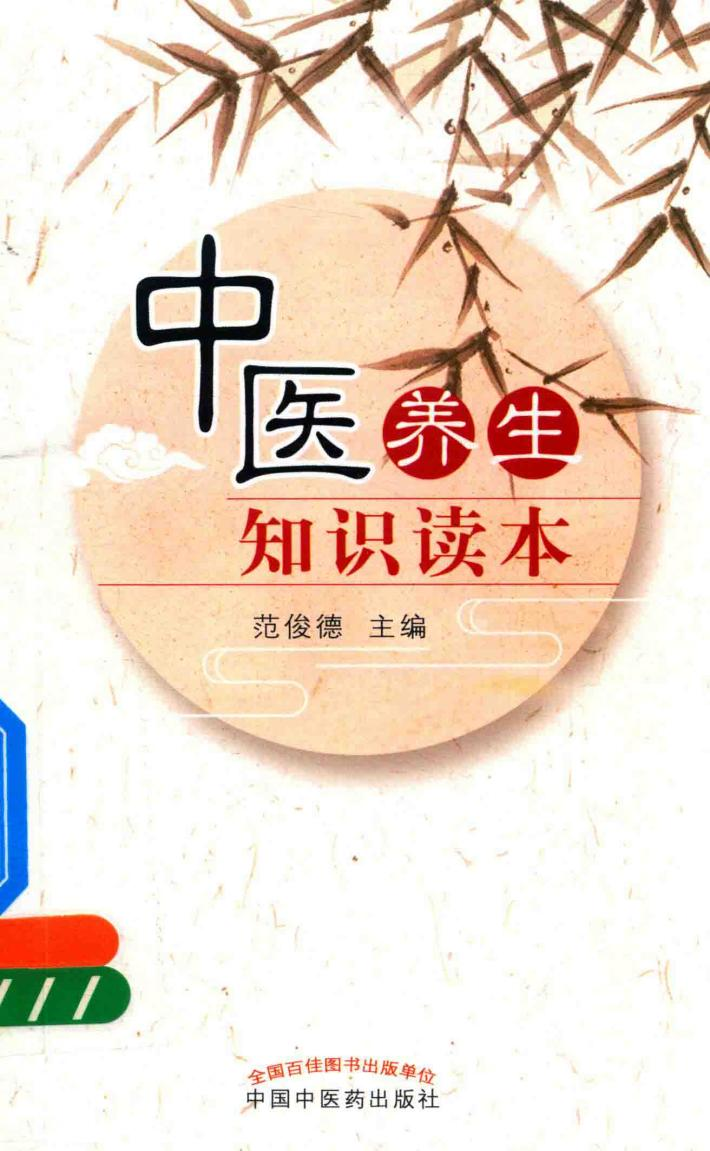 中医养生
知识读本
范俊德 主编
全国百佳图书出版单位
中国中医药出版社